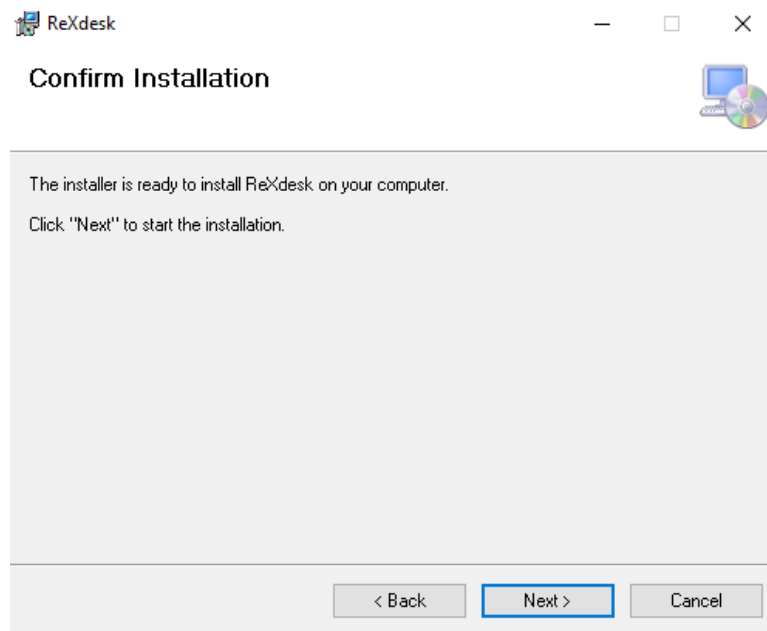 ReXdesk
Confirm Installation
The installer is ready to install ReXdesk on your computer.
Click "Next" to start the installation.
< Back
Next >
Cancel